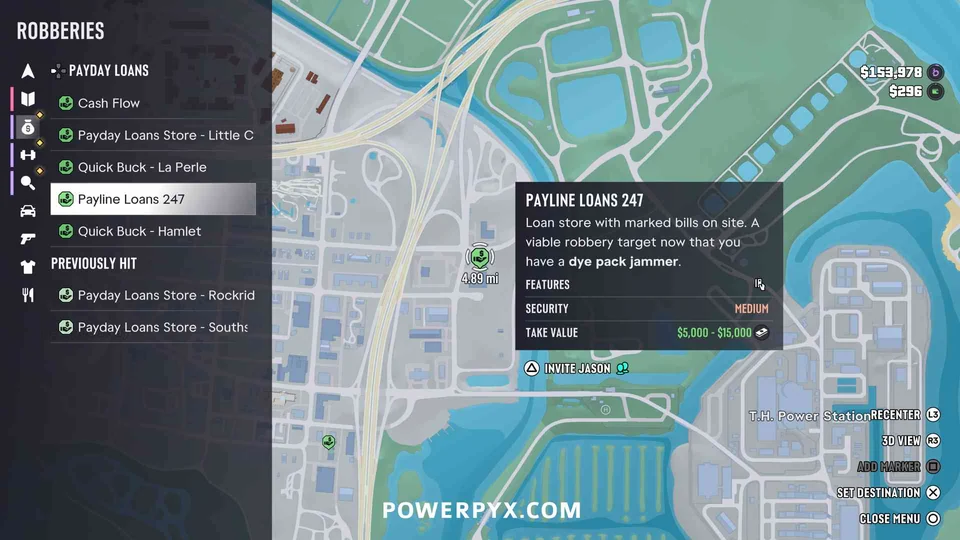 ROBBERIES
PAYDAY LOANS
Cash Flow
Payday Loans Store - Little C
Quick Buck - La Perle
Payline Loans 247
Quick Buck - Hamlet
PREVIOUSLY HIT
Payday Loans Store - Rockrid
Payday Loans Store - Souths
$153,978
$296
4.89 mi
PAYLINE LOANS 247
Loan store with marked bills on site. A
viable robbery target now that you
have a dye pack jammer.
FEATURES
SECURITY MEDIUM
TAKE VALUE $5,000 - $15,000
INVITE JASON
T.H. Power Station
RECENTER L3
3D VIEW R3
ADD MARKER
SET DESTINATION
CLOSE MENU
POWERPYX.COM